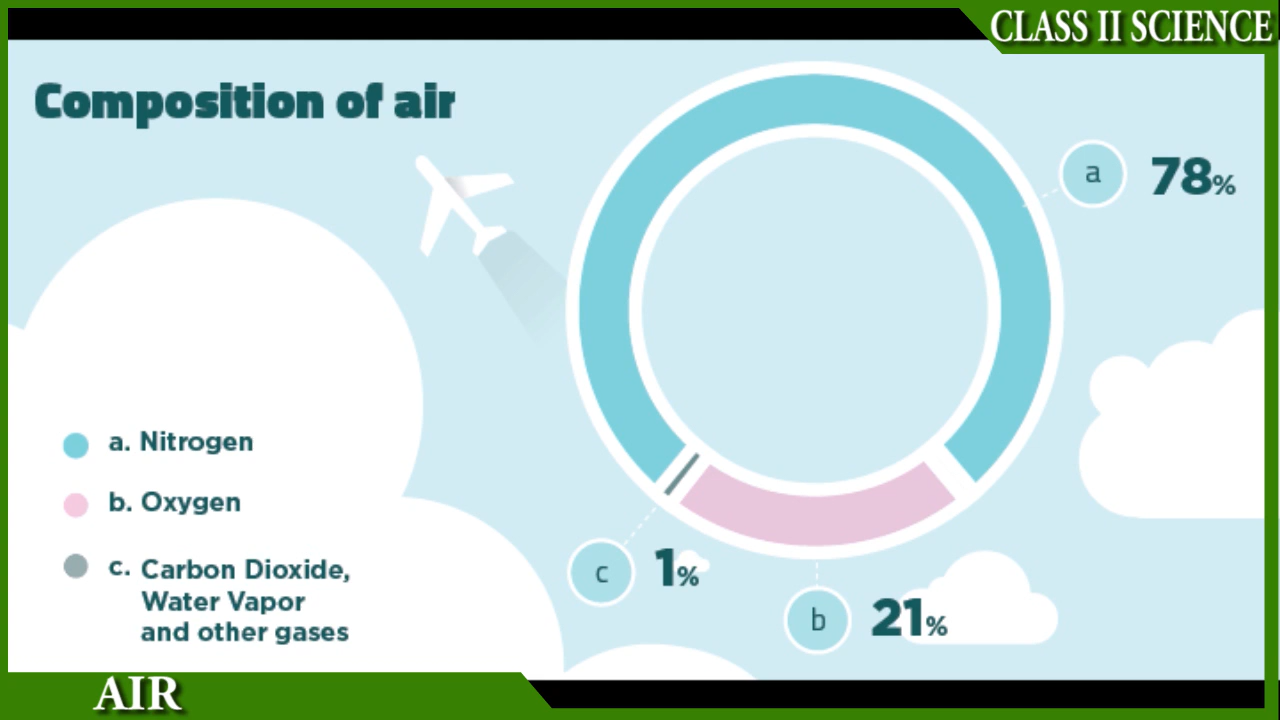 CLASS II SCIENCE
Composition of air
a 78%
a. Nitrogen
b. Oxygen
c. Carbon Dioxide,
Water Vapor
and other gases
c 1%
b 21%
AIR